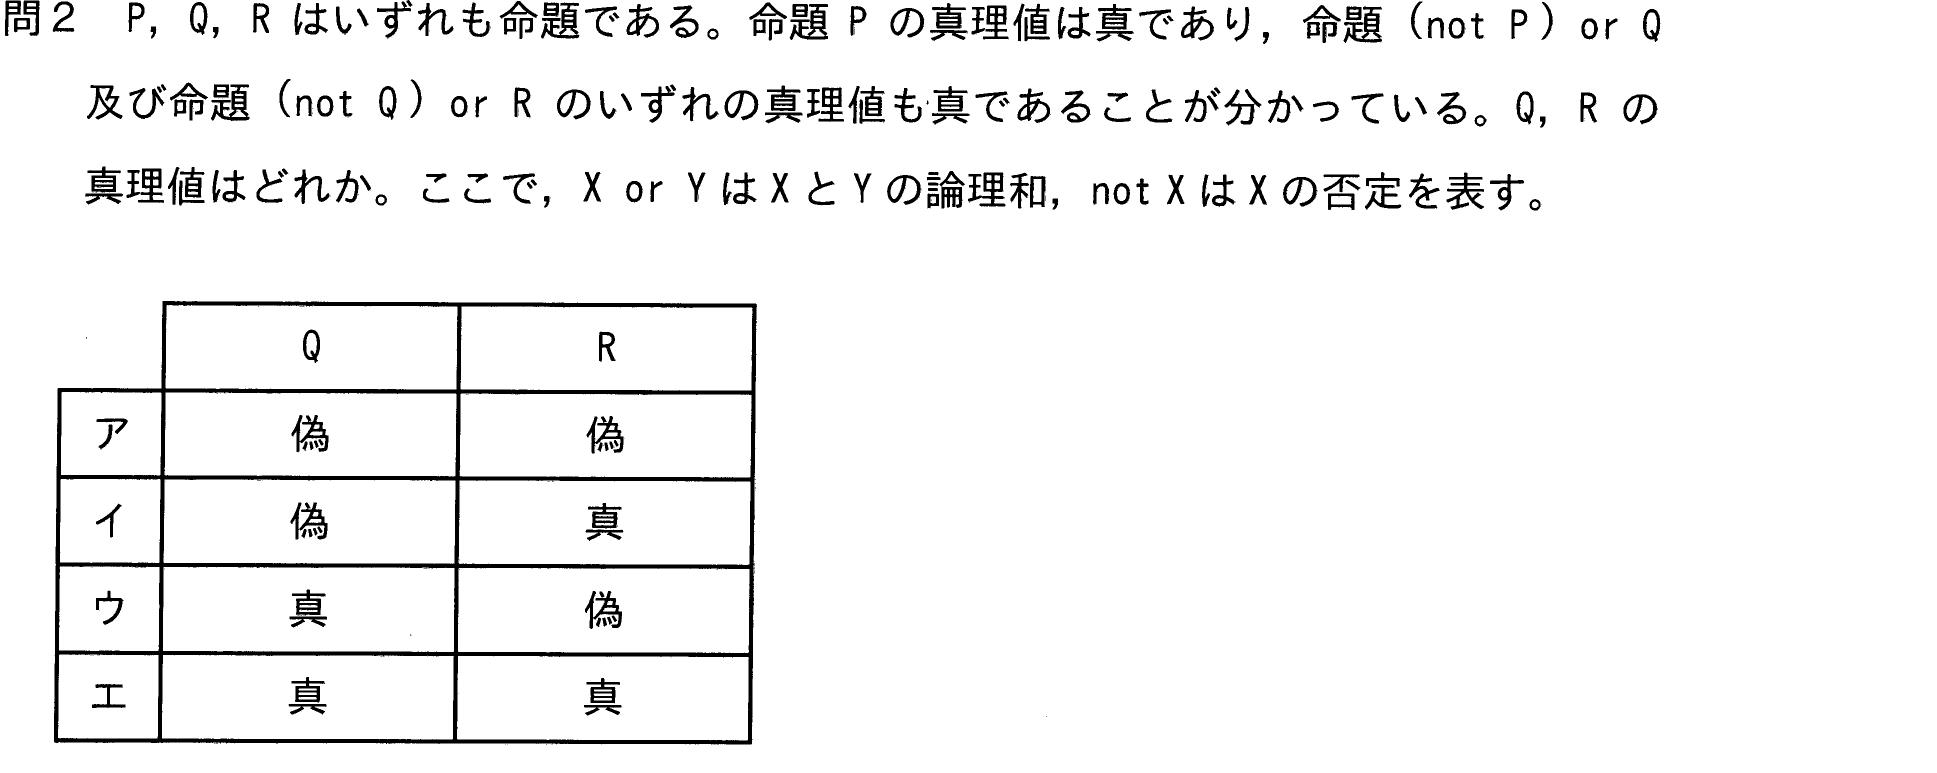 問２　P，Q，R はいずれも命題である。命題 P の真理値は真であり，命題（not P）or Q
及び命題（not Q）or R のいずれの真理値も真であることが分かっている。Q，R の
真理値はどれか。ここで，X or Y は X と Y の論理和，not X は X の否定を表す。
Q R
ア 偽 偽
イ 偽 真
ウ 真 偽
エ 真 真